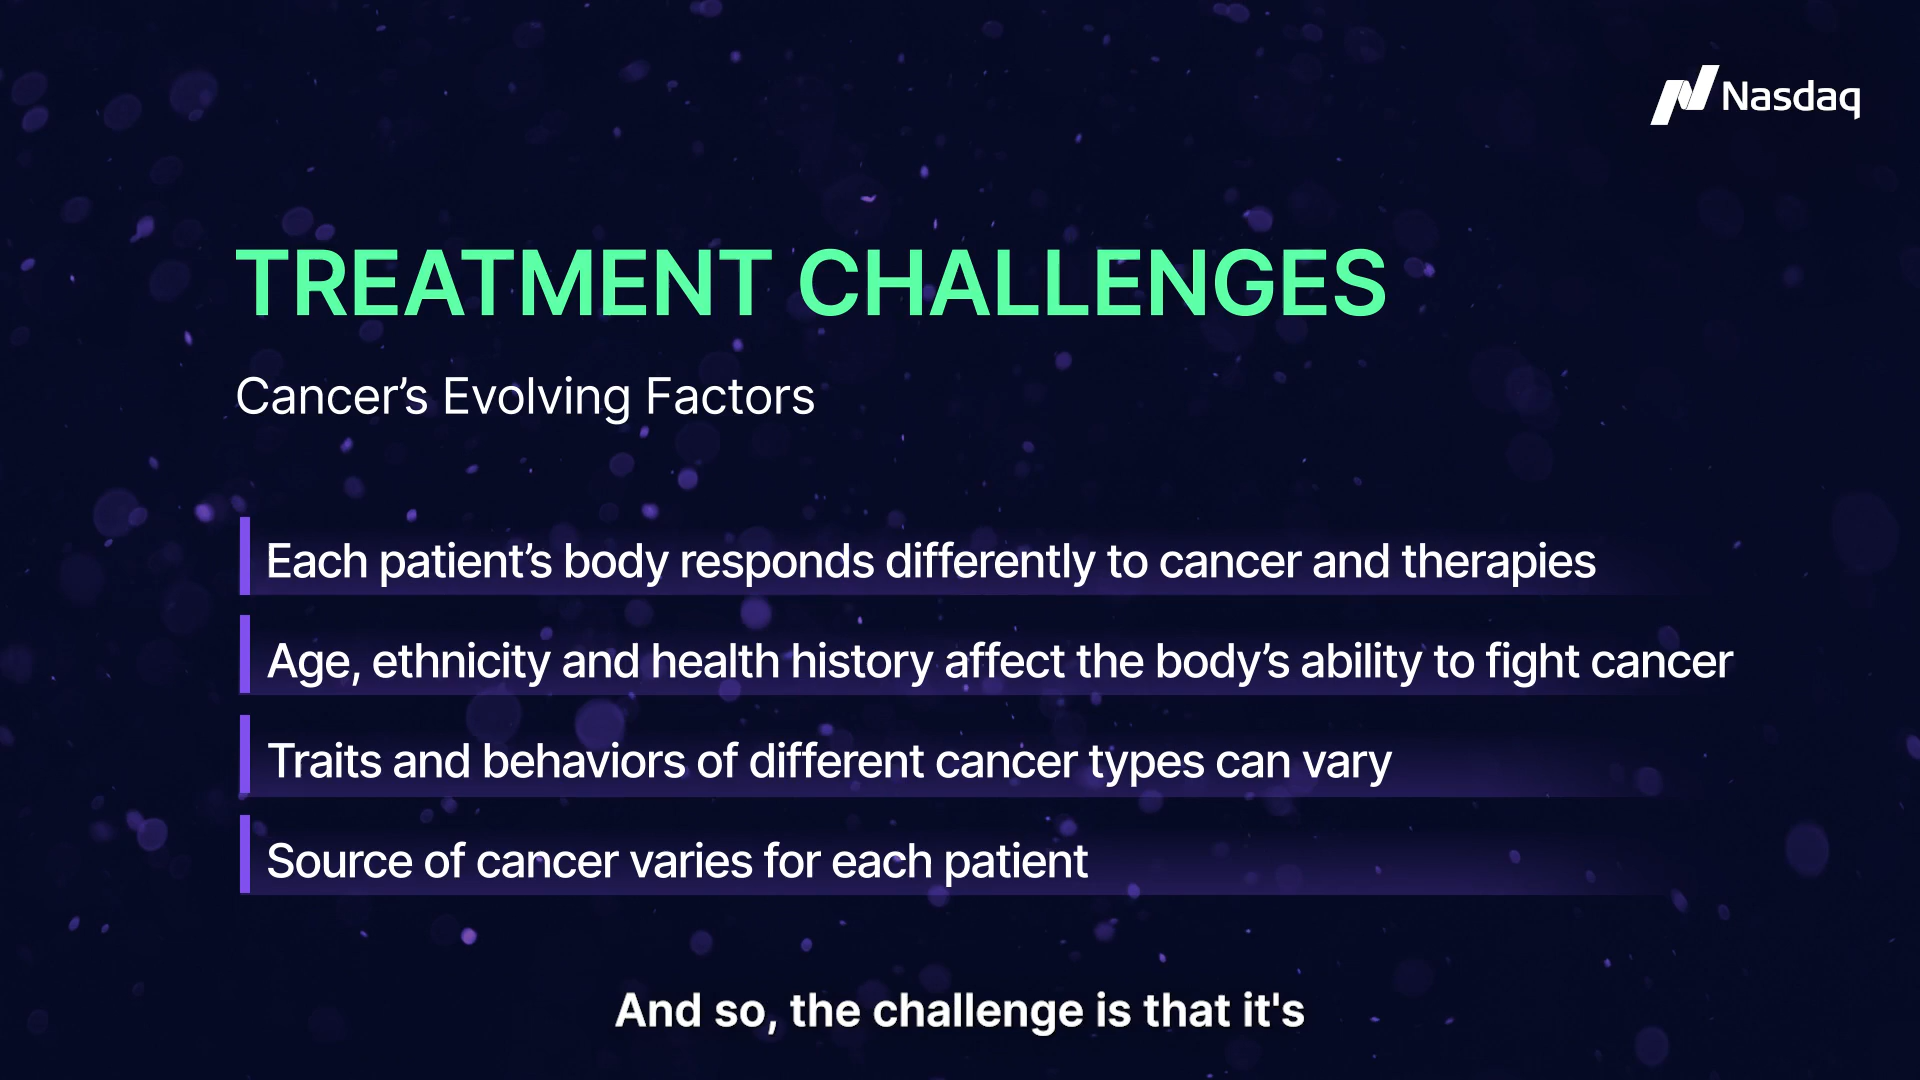 Nasdaq
TREATMENT CHALLENGES
Cancer’s Evolving Factors
Each patient’s body responds differently to cancer and therapies
Age, ethnicity and health history affect the body’s ability to fight cancer
Traits and behaviors of different cancer types can vary
Source of cancer varies for each patient
And so, the challenge is that it's